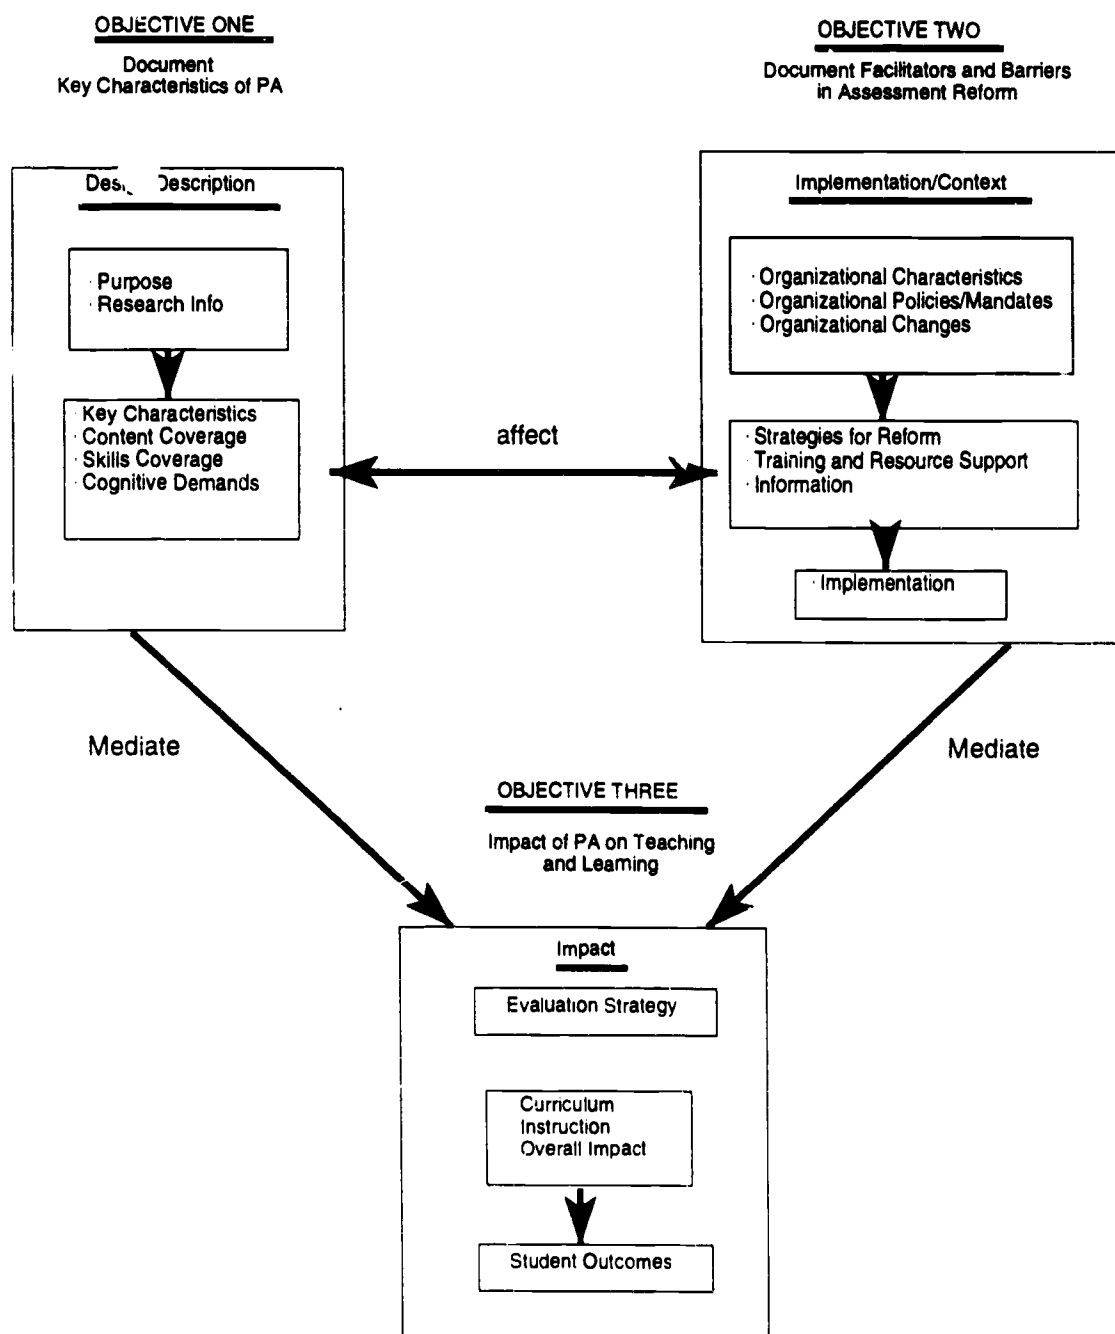 OBJECTIVE ONE
Document
Key Characteristics of PA
OBJECTIVE TWO
Document Facilitators and Barriers
in Assessment Reform
Description
· Purpose
· Research Info
· Key Characteristics
· Content Coverage
· Skills Coverage
· Cognitive Demands
affect
Implementation/Context
· Organizational Characteristics
· Organizational Policies/Mandates
· Organizational Changes
· Strategies for Reform
· Training and Resource Support
· Information
· Implementation
Mediate
Mediate
OBJECTIVE THREE
Impact of PA on Teaching
and Learning
Impact
Evaluation Strategy
Curriculum
Instruction
Overall Impact
Student Outcomes